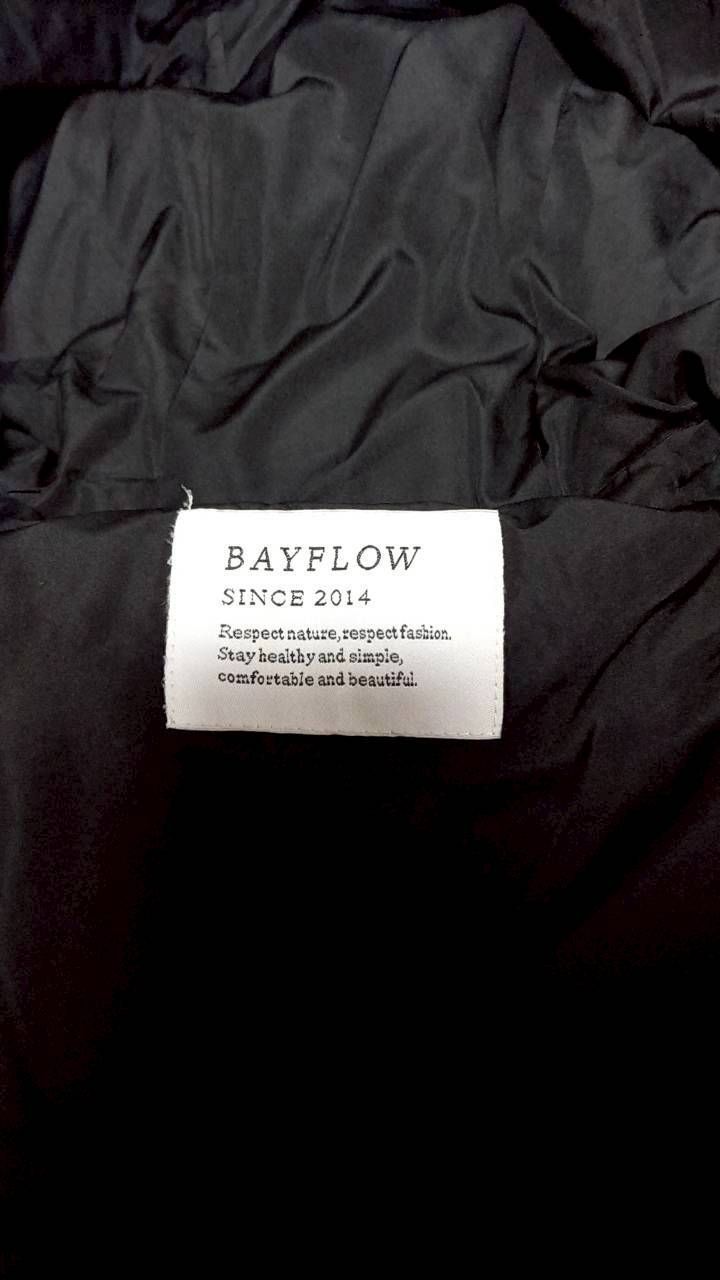 BAYFLOW
SINCE 2014
Respect nature, respect fashion.
Stay healthy and simple,
comfortable and beautiful.